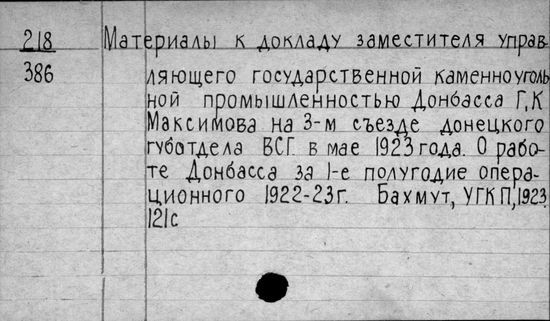 218 Материалы к докладу заместителя управ-
386 ляющего государственной каменноуголь
ной промышленностью Донбасса Г,К
Максимова на 3-м съезде донецкого
губотдела ВСГ. в мае 1923 года. О рабо-
те Донбасса за 1-е полугодие опера-
ционного 1922-23г. Бахмут, УГКП, 1923
121с